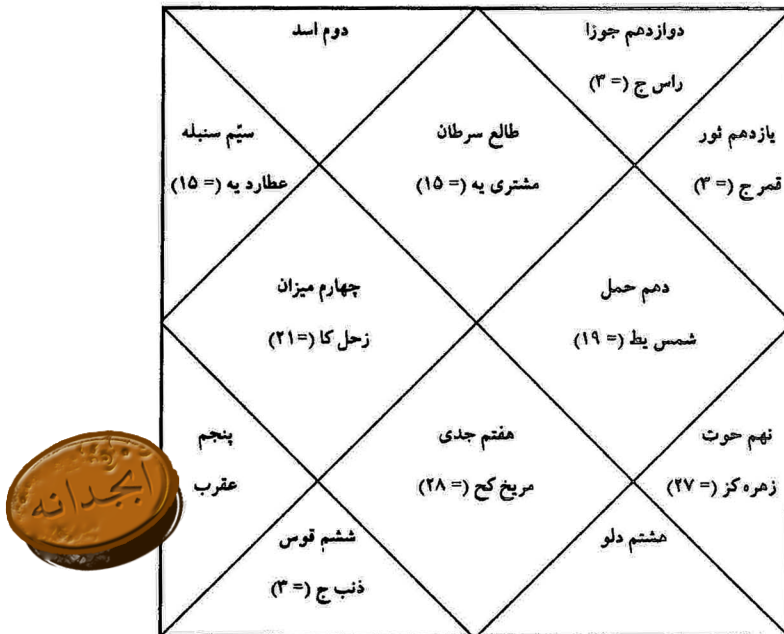 دوازدهم جوزا
راس ج (= ۳)
دوم اسد
یازدهم ثور
قمر ج (= ۳)
طالع سرطان
مشتری یه (= ۱۵)
سیّم سنبله
عطارد یه (= ۱۵)
دهم حمل
شمس یط (= ۱۹)
چهارم میزان
زحل کا (=۲۱)
نهم حوت
زهره کز (= ۲۷)
هفتم جدی
مریخ کح (= ۲۸)
پنجم
عقرب
هشتم دلو
ششم قوس
ذنب ج (= ۳)
ابجدانه